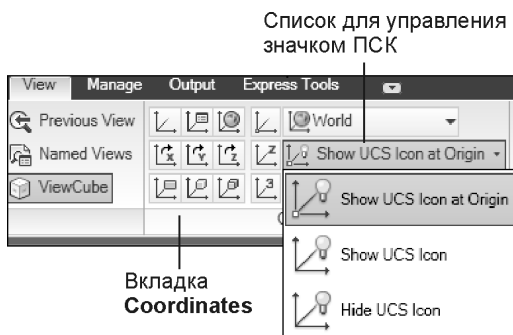 Список для управления
значком ПСК
View Manage Output Express Tools
Previous View World
Named Views Show UCS Icon at Origin
ViewCube
Show UCS Icon at Origin
Show UCS Icon
Hide UCS Icon
Вкладка
Coordinates